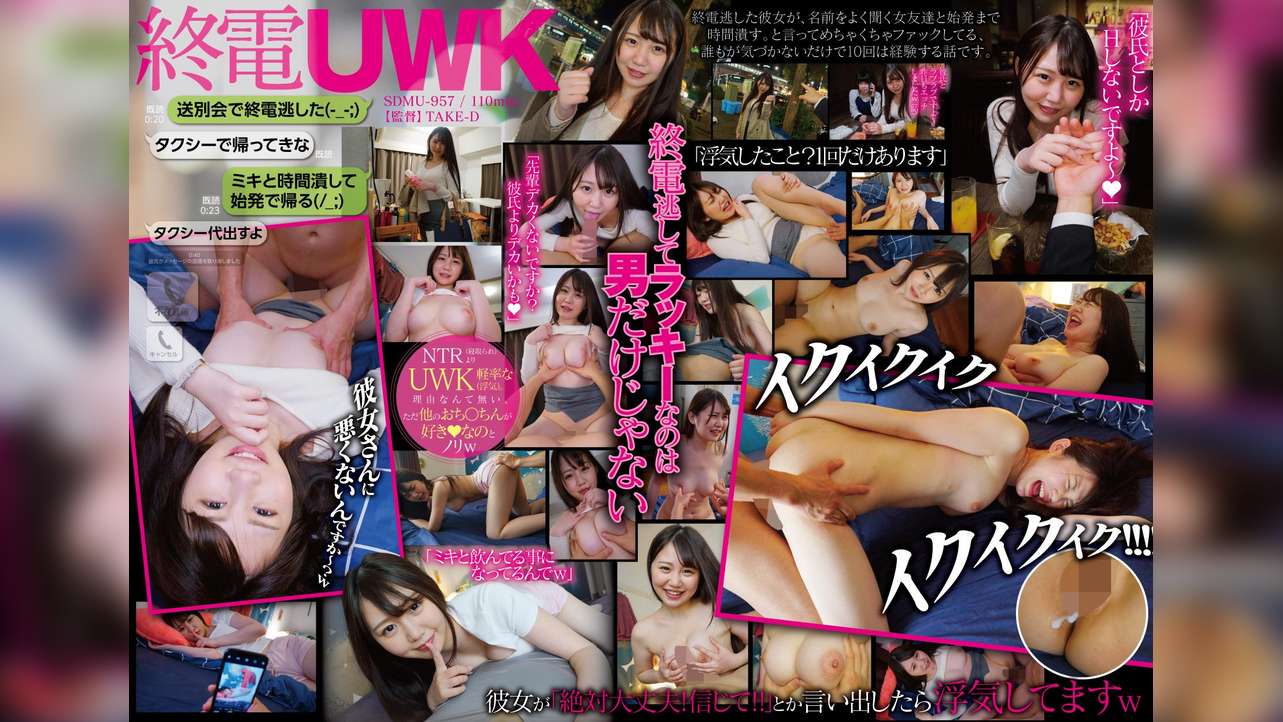 終電UWK
SDMU-957 / 110min
【監督】TAKE-D
既読
0:20
送別会で終電逃した(-_-;)
タクシーで帰ってきな
既読
既読
0:23
ミキと時間潰して
始発で帰る(/_;)
タクシー代出すよ
キャンセル
終電逃した彼女が、名前をよく聞く女友達と始発まで
時間潰す。と言ってめちゃくちゃファックしてる、
誰もが気づかないだけで10回は経験する話です。
「彼氏としか
Hしないですよ〜♥」
「浮気したこと?1回だけあります」
「先輩デカくないですか?
彼氏よりデカいかも♥」
終電逃してラッキーなのは
男だけじゃない
NTR(寝取られ)
より
UWK 軽率な(浮気)。
理由なんて無い。
ただ他のおち〇ちんが
好き♥なのと
ノリw
彼女さんに
悪くないんですか〜?w
イクイクイク
イクイクイク!!!
「ミキと飲んでる事に
なってるんでw」
彼女が「絶対大丈夫!信じて!!」とか言い出したら浮気してますw